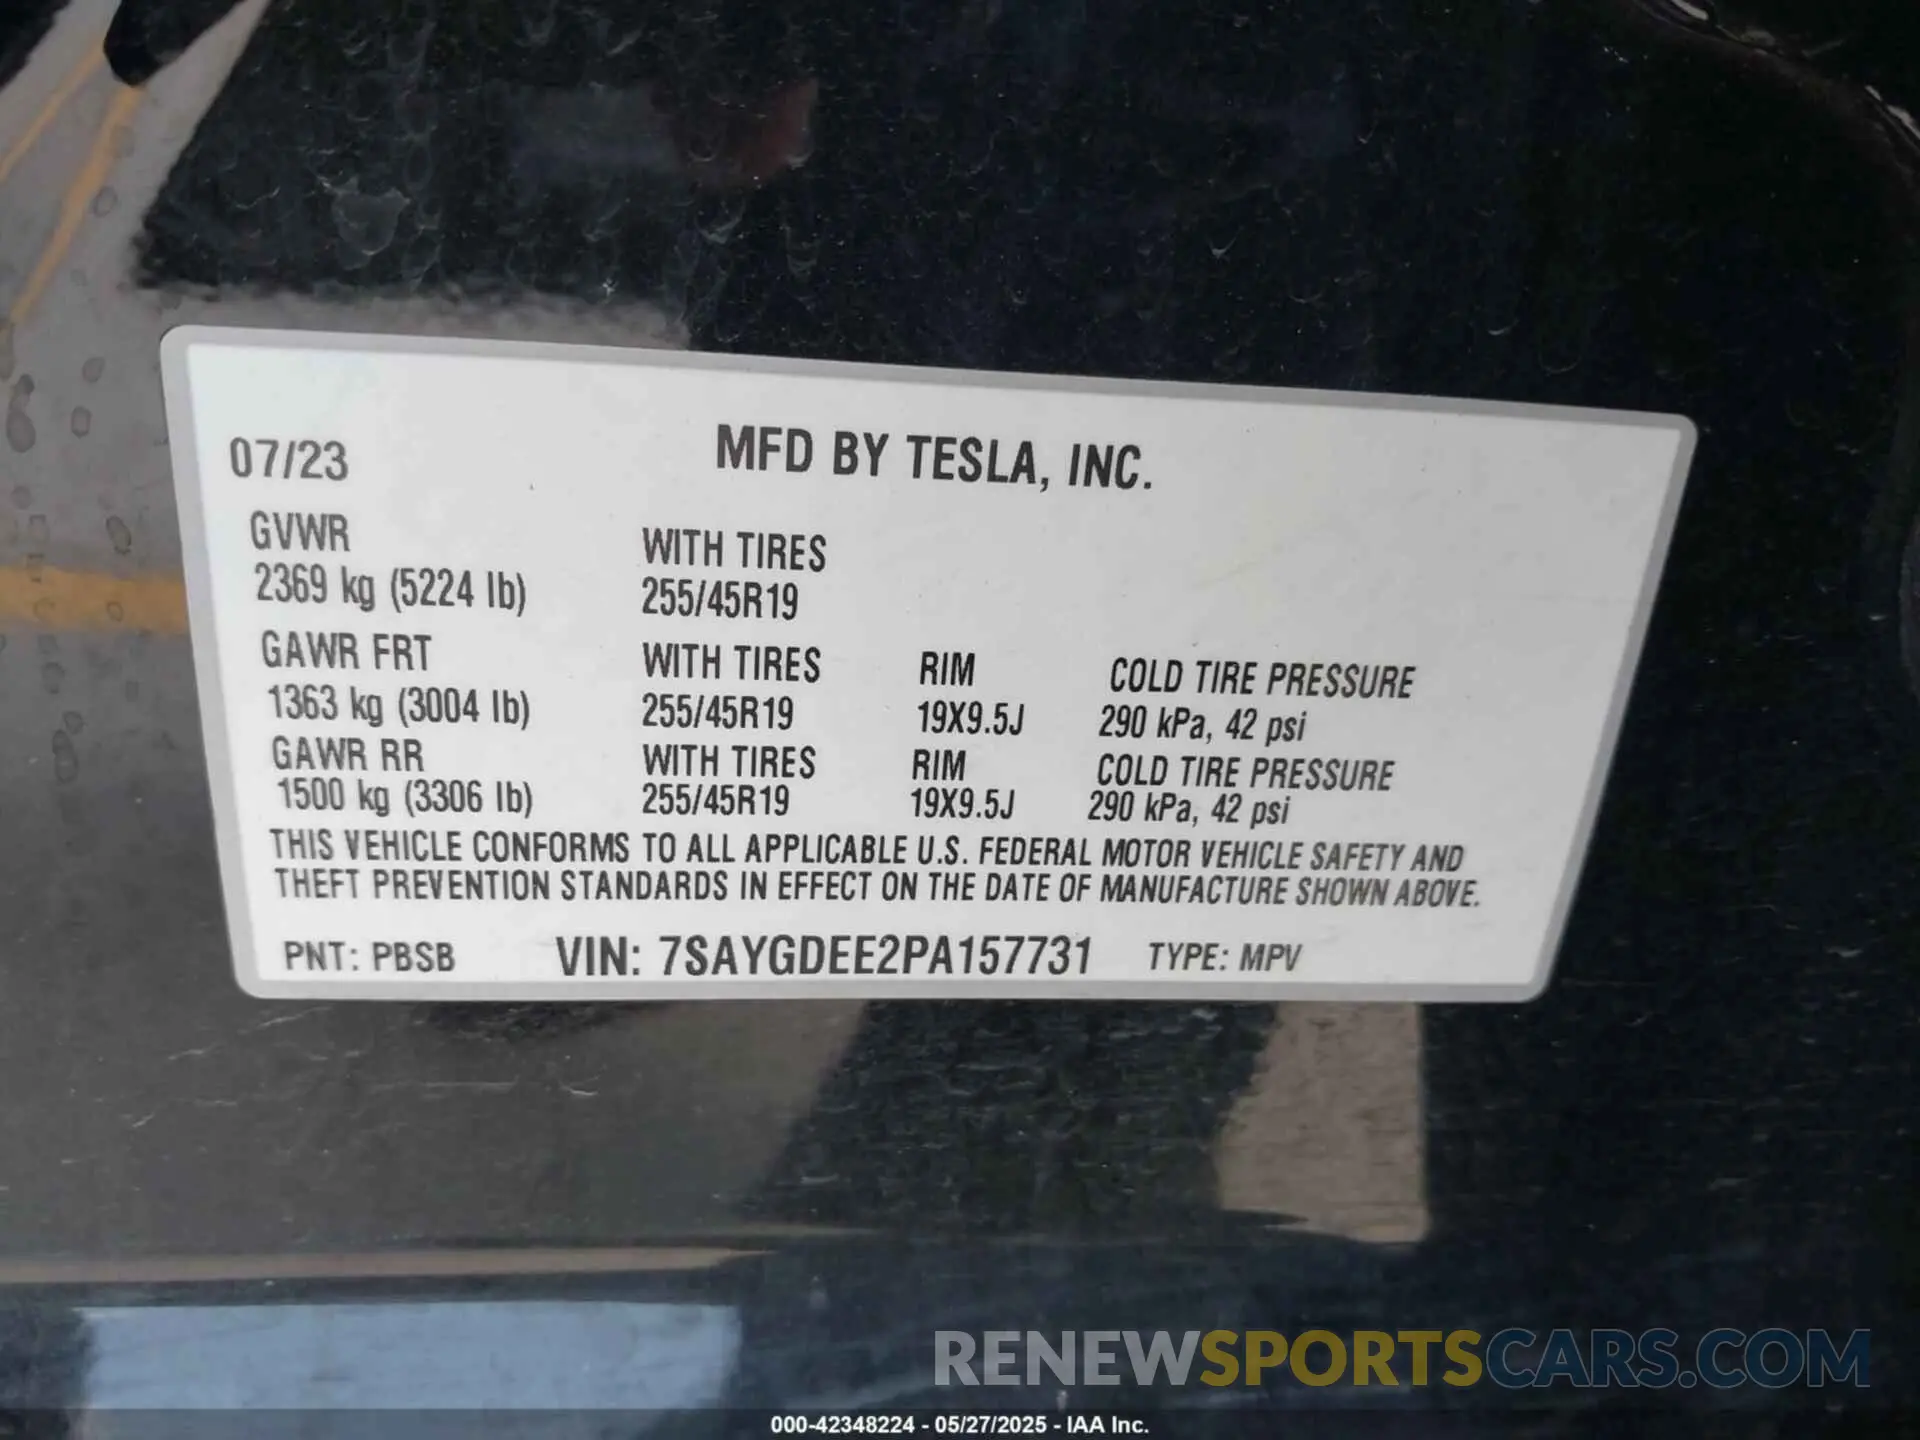 07/23 MFD BY TESLA, INC.
GVWR WITH TIRES
2369 kg (5224 lb) 255/45R19
GAWR FRT WITH TIRES RIM COLD TIRE PRESSURE
1363 kg (3004 lb) 255/45R19 19X9.5J 290 kPa, 42 psi
GAWR RR WITH TIRES RIM COLD TIRE PRESSURE
1500 kg (3306 lb) 255/45R19 19X9.5J 290 kPa, 42 psi
THIS VEHICLE CONFORMS TO ALL APPLICABLE U.S. FEDERAL MOTOR VEHICLE SAFETY AND
THEFT PREVENTION STANDARDS IN EFFECT ON THE DATE OF MANUFACTURE SHOWN ABOVE.
PNT: PBSB VIN: 7SAYGDEE2PA157731 TYPE: MPV
RENEWSPORTSCARS.COM
000-42348224 - 05/27/2025 - IAA Inc.